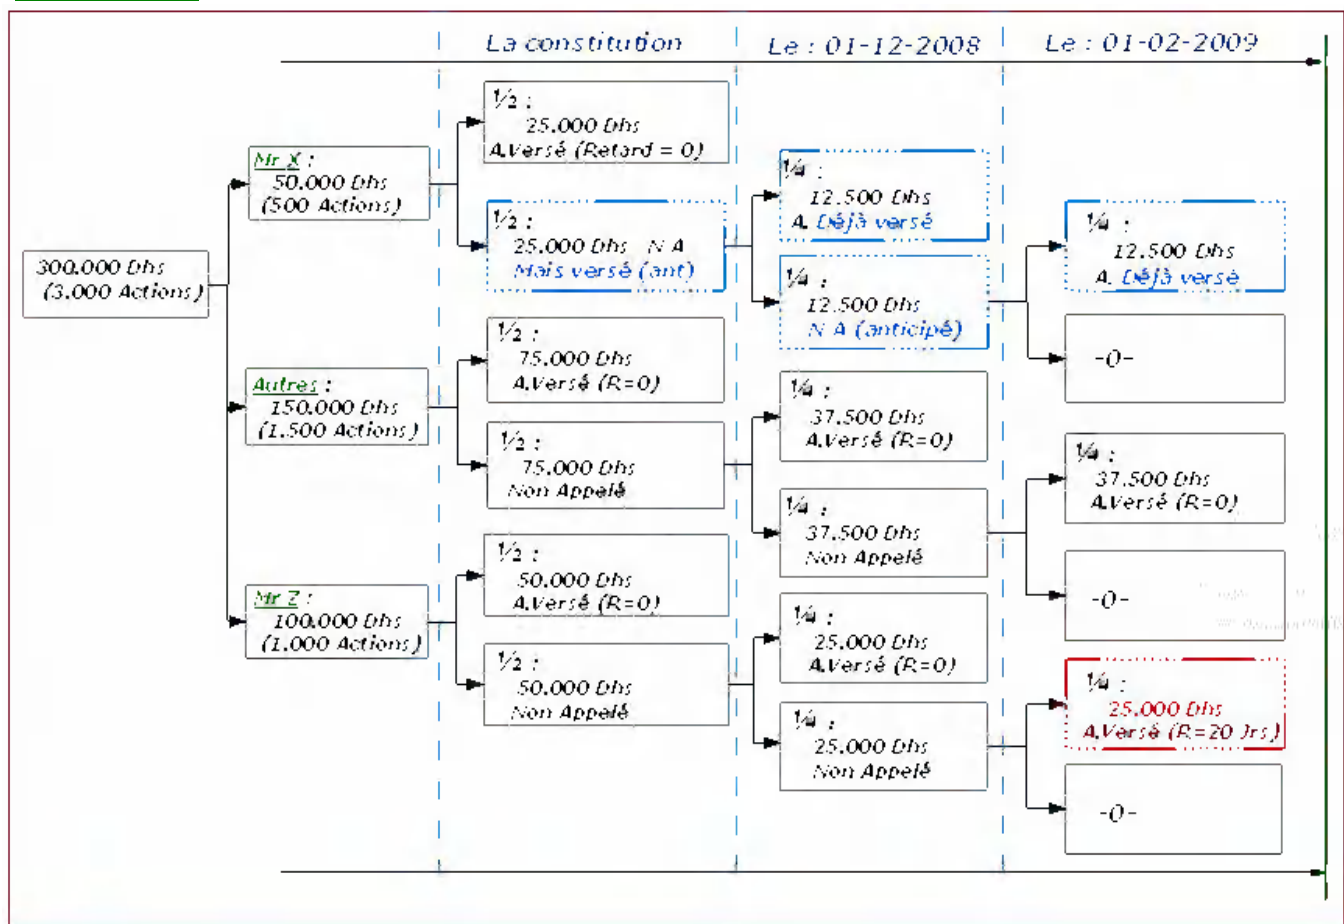 La constitution
Le : 01-12-2008
Le : 01-02-2009
300.000 Dhs
(3.000 Actions)
Mr X :
50.000 Dhs
(500 Actions)
1/2 :
25.000 Dhs
A.Versé (Retard = 0)
1/2 :
25.000 Dhs N A
Mais versé (ant)
1/4 :
12.500 Dhs
A. Déjà versé
1/4 :
12.500 Dhs
N A (anticipé)
1/4 :
12.500 Dhs
A. Déjà versé
-0-
Autres :
150.000 Dhs
(1.500 Actions)
1/2 :
75.000 Dhs
A.Versé (R=0)
1/2 :
75.000 Dhs
Non Appelé
1/4 :
37.500 Dhs
A.Versé (R=0)
1/4 :
37.500 Dhs
Non Appelé
1/4 :
37.500 Dhs
A.Versé (R=0)
-0-
Mr Z :
100.000 Dhs
(1.000 Actions)
1/2 :
50.000 Dhs
A.Versé (R=0)
1/2 :
50.000 Dhs
Non Appelé
1/4 :
25.000 Dhs
A.Versé (R=0)
1/4 :
25.000 Dhs
Non Appelé
1/4 :
25.000 Dhs
A.Versé (R=20 Jrs)
-0-